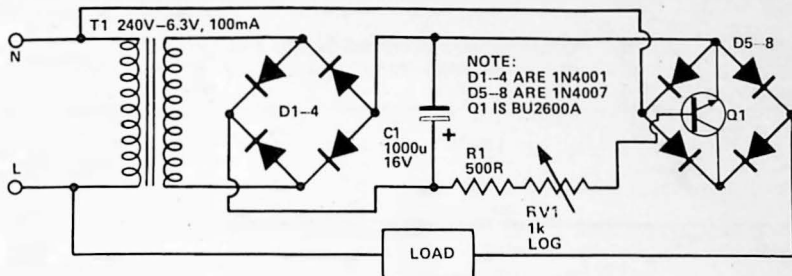 T1 240V–6.3V, 100mA
N
L
D1–4
NOTE:
D1–4 ARE 1N4001
D5–8 ARE 1N4007
Q1 IS BU2600A
D5–8
Q1
C1
1000u
16V
+
R1
500R
RV1
1k
LOG
LOAD